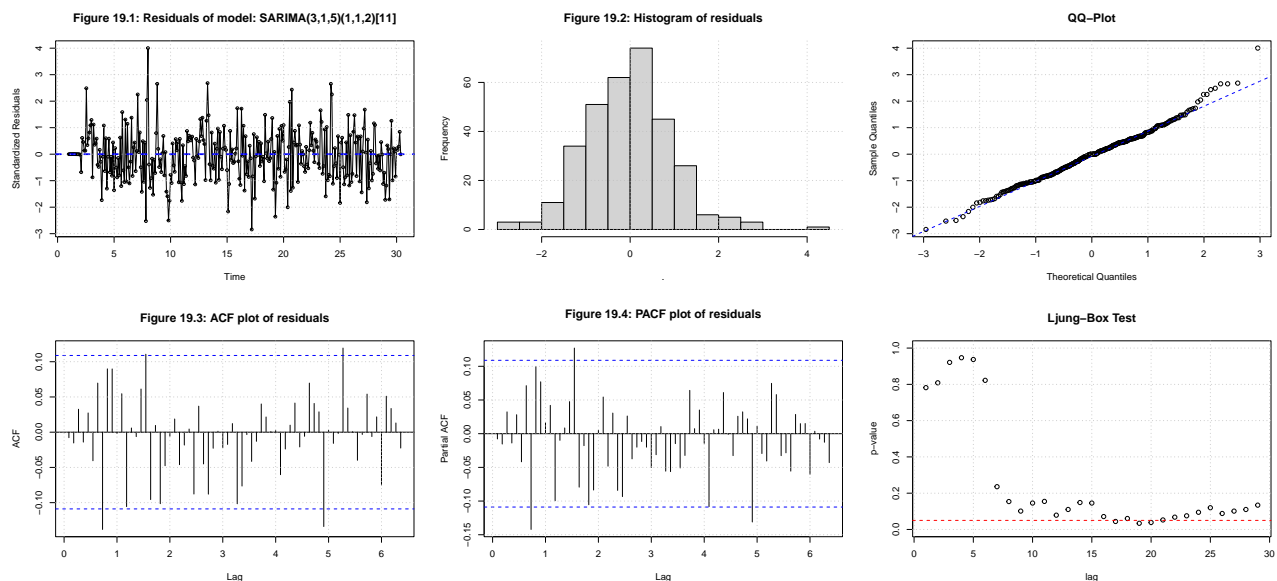 Figure 19.1: Residuals of model: SARIMA(3,1,5)(1,1,2)[11]
Standardized Residuals
4
3
2
1
0
−1
−2
−3
0 5 10 15 20 25 30
Time
Figure 19.2: Histogram of residuals
Frequency
60
40
20
0
−2 0 2 4
.
QQ−Plot
Sample Quantiles
4
3
2
1
0
−1
−2
−3
−3 −2 −1 0 1 2 3
Theoretical Quantiles
Figure 19.3: ACF plot of residuals
ACF
0.10
0.05
0.00
−0.05
−0.10
0 1 2 3 4 5 6
Lag
Figure 19.4: PACF plot of residuals
Partial ACF
0.10
0.05
0.00
−0.05
−0.10
−0.15
0 1 2 3 4 5 6
Lag
Ljung−Box Test
p−value
1.0
0.8
0.6
0.4
0.2
0.0
0 5 10 15 20 25 30
lag